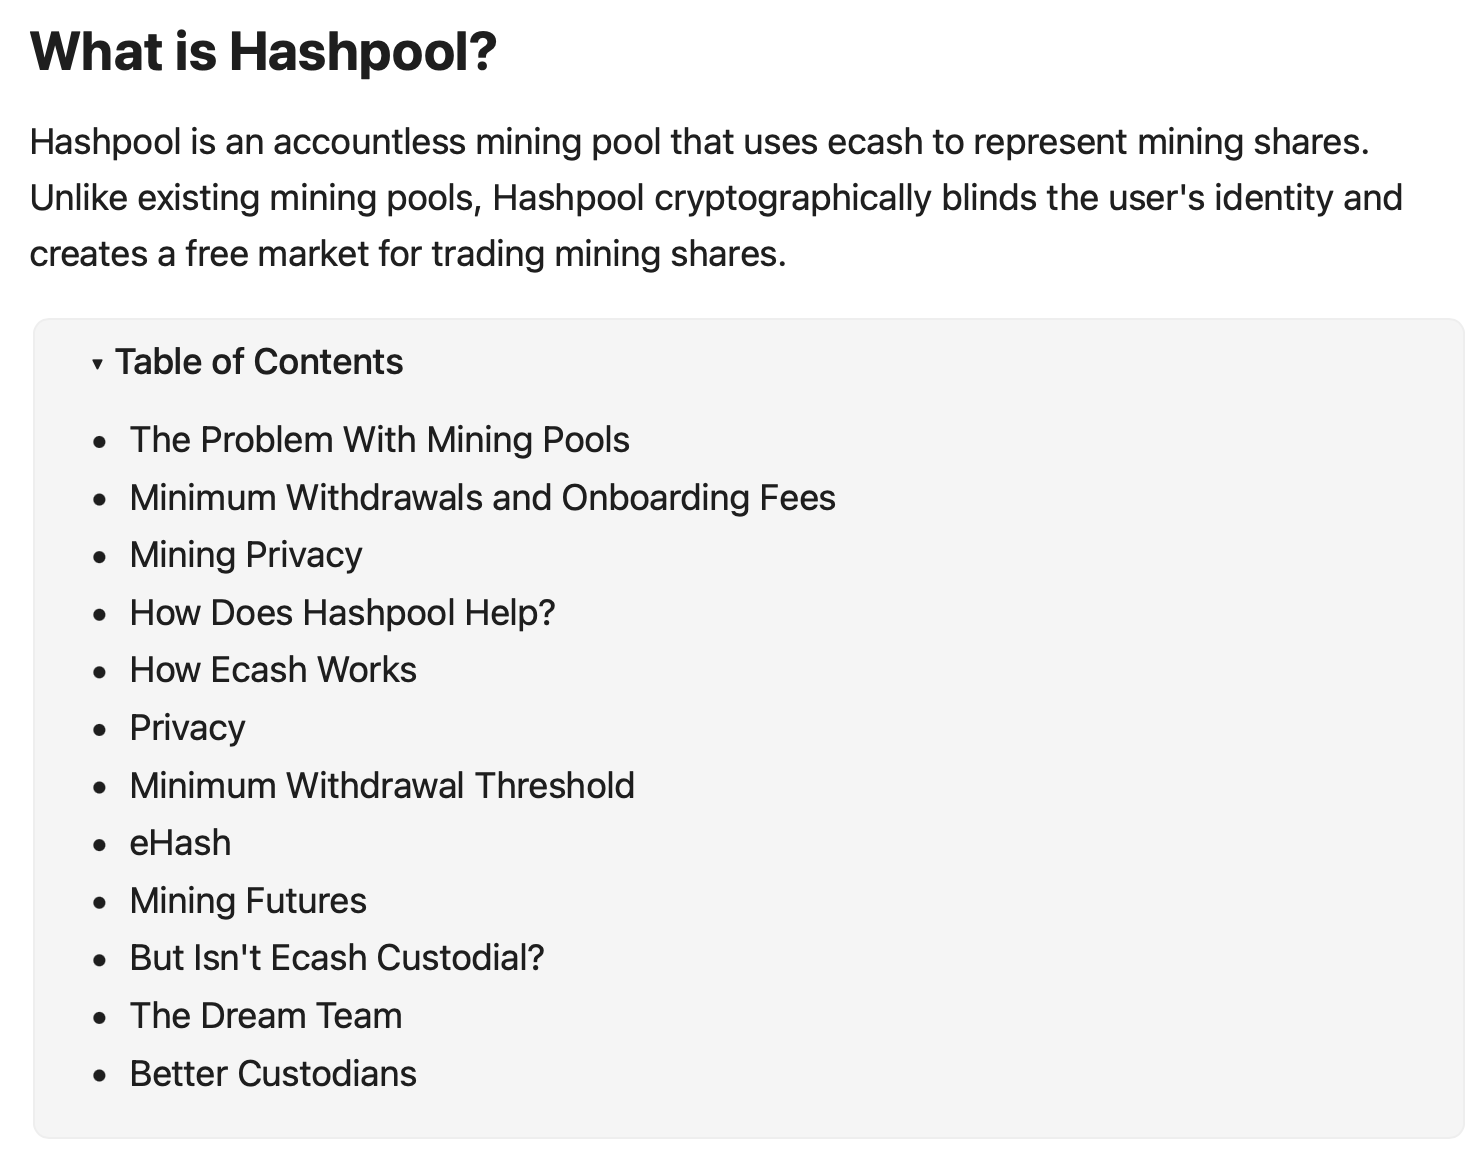 What is Hashpool?
Hashpool is an accountless mining pool that uses ecash to represent mining shares.
Unlike existing mining pools, Hashpool cryptographically blinds the user's identity and
creates a free market for trading mining shares.
▾ Table of Contents
• The Problem With Mining Pools
• Minimum Withdrawals and Onboarding Fees
• Mining Privacy
• How Does Hashpool Help?
• How Ecash Works
• Privacy
• Minimum Withdrawal Threshold
• eHash
• Mining Futures
• But Isn't Ecash Custodial?
• The Dream Team
• Better Custodians